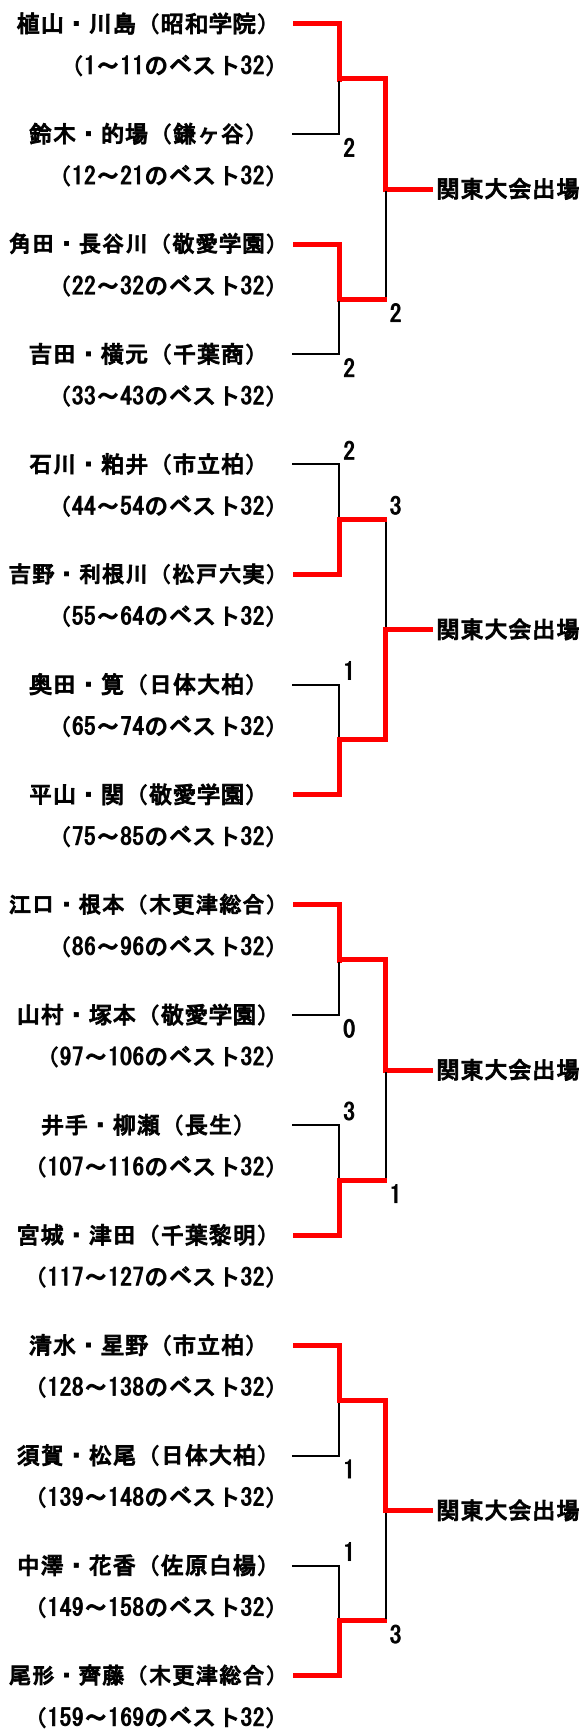 植山・川島（昭和学院）
（1～11のベスト32）
鈴木・的場（鎌ヶ谷）
2
（12～21のベスト32）
関東大会出場
角田・長谷川（敬愛学園）
（22～32のベスト32）
2
吉田・横元（千葉商）
2
（33～43のベスト32）
2
石川・粕井（市立柏）
（44～54のベスト32）
3
吉野・利根川（松戸六実）
（55～64のベスト32）
関東大会出場
1
奥田・筧（日体大柏）
（65～74のベスト32）
平山・関（敬愛学園）
（75～85のベスト32）
江口・根本（木更津総合）
（86～96のベスト32）
山村・塚本（敬愛学園）
0
（97～106のベスト32）
関東大会出場
3
井手・柳瀬（長生）
（107～116のベスト32）
1
宮城・津田（千葉黎明）
（117～127のベスト32）
清水・星野（市立柏）
（128～138のベスト32）
須賀・松尾（日体大柏）
1
（139～148のベスト32）
関東大会出場
1
中澤・花香（佐原白楊）
（149～158のベスト32）
3
尾形・齊藤（木更津総合）
（159～169のベスト32）